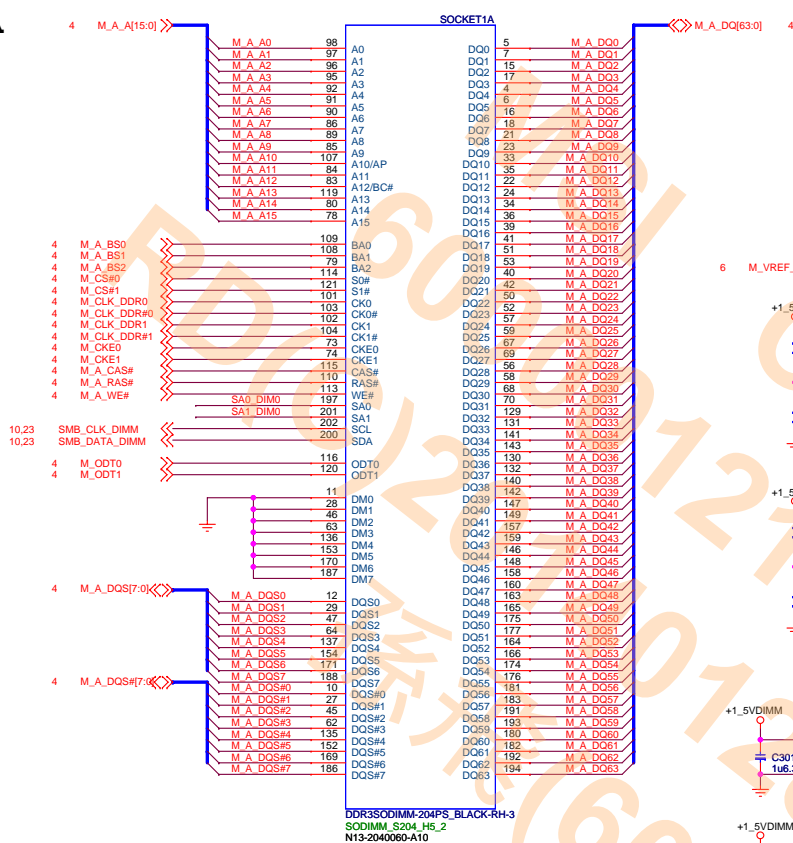 SOCKET1A
4 M_A_A[15:0]
M_A_A0 98 A0
M_A_A1 97 A1
M_A_A2 96 A2
M_A_A3 95 A3
M_A_A4 92 A4
M_A_A5 91 A5
M_A_A6 90 A6
M_A_A7 86 A7
M_A_A8 89 A8
M_A_A9 85 A9
M_A_A10 107 A10/AP
M_A_A11 84 A11
M_A_A12 83 A12/BC#
M_A_A13 119 A13
M_A_A14 80 A14
M_A_A15 78 A15
4 M_A_BS0 109 BA0
4 M_A_BS1 108 BA1
4 M_A_BS2 79 BA2
4 M_CS#0 114 S0#
4 M_CS#1 121 S1#
4 M_CLK_DDR0 101 CK0
4 M_CLK_DDR#0 103 CK0#
4 M_CLK_DDR1 102 CK1
4 M_CLK_DDR#1 104 CK1#
4 M_CKE0 73 CKE0
4 M_CKE1 74 CKE1
4 M_A_CAS# 115 CAS#
4 M_A_RAS# 110 RAS#
4 M_A_WE# 113 WE#
SA0_DIM0 197 SA0
SA1_DIM0 201 SA1
10,23 SMB_CLK_DIMM 202 SCL
10,23 SMB_DATA_DIMM 200 SDA
4 M_ODT0 116 ODT0
4 M_ODT1 120 ODT1
11 DM0
28 DM1
46 DM2
63 DM3
136 DM4
153 DM5
170 DM6
187 DM7
4 M_A_DQS[7:0]
M_A_DQS0 12 DQS0
M_A_DQS1 29 DQS1
M_A_DQS2 47 DQS2
M_A_DQS3 64 DQS3
M_A_DQS4 137 DQS4
M_A_DQS5 154 DQS5
M_A_DQS6 171 DQS6
M_A_DQS7 188 DQS7
4 M_A_DQS#[7:0]
M_A_DQS#0 10 DQS#0
M_A_DQS#1 27 DQS#1
M_A_DQS#2 45 DQS#2
M_A_DQS#3 62 DQS#3
M_A_DQS#4 135 DQS#4
M_A_DQS#5 152 DQS#5
M_A_DQS#6 169 DQS#6
M_A_DQS#7 186 DQS#7
M_A_DQ[63:0] 4
DQ0 5 M_A_DQ0
DQ1 7 M_A_DQ1
DQ2 15 M_A_DQ2
DQ3 17 M_A_DQ3
DQ4 4 M_A_DQ4
DQ5 6 M_A_DQ5
DQ6 16 M_A_DQ6
DQ7 18 M_A_DQ7
DQ8 21 M_A_DQ8
DQ9 23 M_A_DQ9
DQ10 33 M_A_DQ10
DQ11 35 M_A_DQ11
DQ12 22 M_A_DQ12
DQ13 24 M_A_DQ13
DQ14 34 M_A_DQ14
DQ15 36 M_A_DQ15
DQ16 39 M_A_DQ16
DQ17 41 M_A_DQ17
DQ18 51 M_A_DQ18
DQ19 53 M_A_DQ19
DQ20 40 M_A_DQ20
DQ21 42 M_A_DQ21
DQ22 50 M_A_DQ22
DQ23 52 M_A_DQ23
DQ24 57 M_A_DQ24
DQ25 59 M_A_DQ25
DQ26 67 M_A_DQ26
DQ27 69 M_A_DQ27
DQ28 56 M_A_DQ28
DQ29 58 M_A_DQ29
DQ30 68 M_A_DQ30
DQ31 70 M_A_DQ31
DQ32 129 M_A_DQ32
DQ33 131 M_A_DQ33
DQ34 141 M_A_DQ34
DQ35 143 M_A_DQ35
DQ36 130 M_A_DQ36
DQ37 132 M_A_DQ37
DQ38 140 M_A_DQ38
DQ39 142 M_A_DQ39
DQ40 147 M_A_DQ40
DQ41 149 M_A_DQ41
DQ42 157 M_A_DQ42
DQ43 159 M_A_DQ43
DQ44 146 M_A_DQ44
DQ45 148 M_A_DQ45
DQ46 158 M_A_DQ46
DQ47 160 M_A_DQ47
DQ48 163 M_A_DQ48
DQ49 165 M_A_DQ49
DQ50 175 M_A_DQ50
DQ51 177 M_A_DQ51
DQ52 164 M_A_DQ52
DQ53 166 M_A_DQ53
DQ54 174 M_A_DQ54
DQ55 176 M_A_DQ55
DQ56 181 M_A_DQ56
DQ57 183 M_A_DQ57
DQ58 191 M_A_DQ58
DQ59 193 M_A_DQ59
DQ60 180 M_A_DQ60
DQ61 182 M_A_DQ61
DQ62 192 M_A_DQ62
DQ63 194 M_A_DQ63
DDR3SODIMM-204PS_BLACK-RH-3
SODIMM_S204_H5_2
N13-2040060-A10
6 M_VREF_
+1_5
+1_5
+1_5VDIMM
C301
1u6.3
+1_5VDIMM
MSI